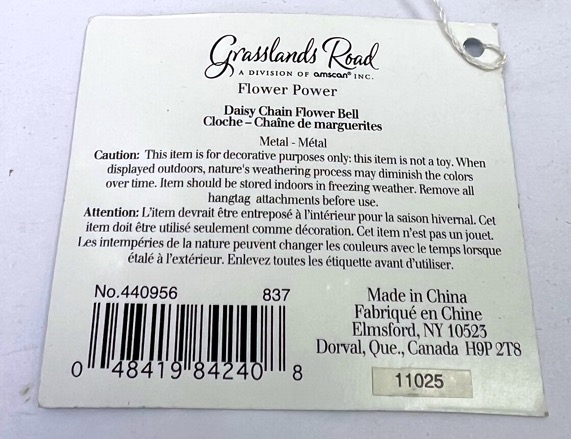 Grasslands Road
A DIVISION OF amscan® INC.
Flower Power
Daisy Chain Flower Bell
Cloche – Chaîne de marguerites
Metal - Métal
Caution: This item is for decorative purposes only: this item is not a toy. When
displayed outdoors, nature's weathering process may diminish the colors
over time. Item should be stored indoors in freezing weather. Remove all
hangtag attachments before use.
Attention: L'item devrait être entreposé à l'intérieur pour la saison hivernal. Cet
item doit être utilisé seulement comme décoration. Cet item n'est pas un jouet.
Les intempéries de la nature peuvent changer les couleurs avec le temps lorsque
étalé à l'extérieur. Enlevez toutes les étiquette avant d'utiliser.
No.440956 837
0 48419 84240 8
Made in China
Fabriqué en Chine
Elmsford, NY 10523
Dorval, Que., Canada H9P 2T8
11025